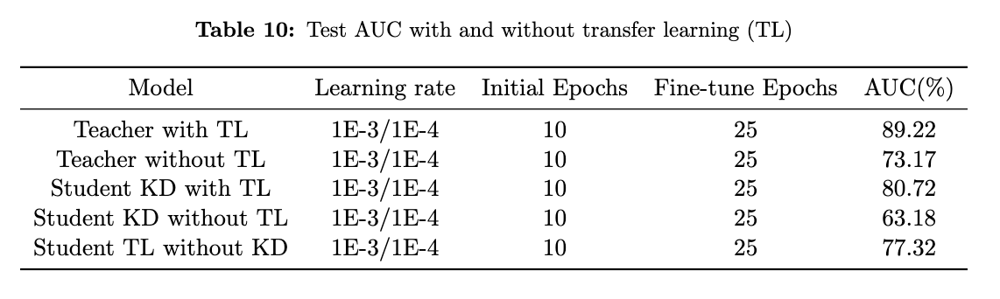 Table 10: Test AUC with and without transfer learning (TL)
Model Learning rate Initial Epochs Fine-tune Epochs AUC(%)
Teacher with TL 1E-3/1E-4 10 25 89.22
Teacher without TL 1E-3/1E-4 10 25 73.17
Student KD with TL 1E-3/1E-4 10 25 80.72
Student KD without TL 1E-3/1E-4 10 25 63.18
Student TL without KD 1E-3/1E-4 10 25 77.32